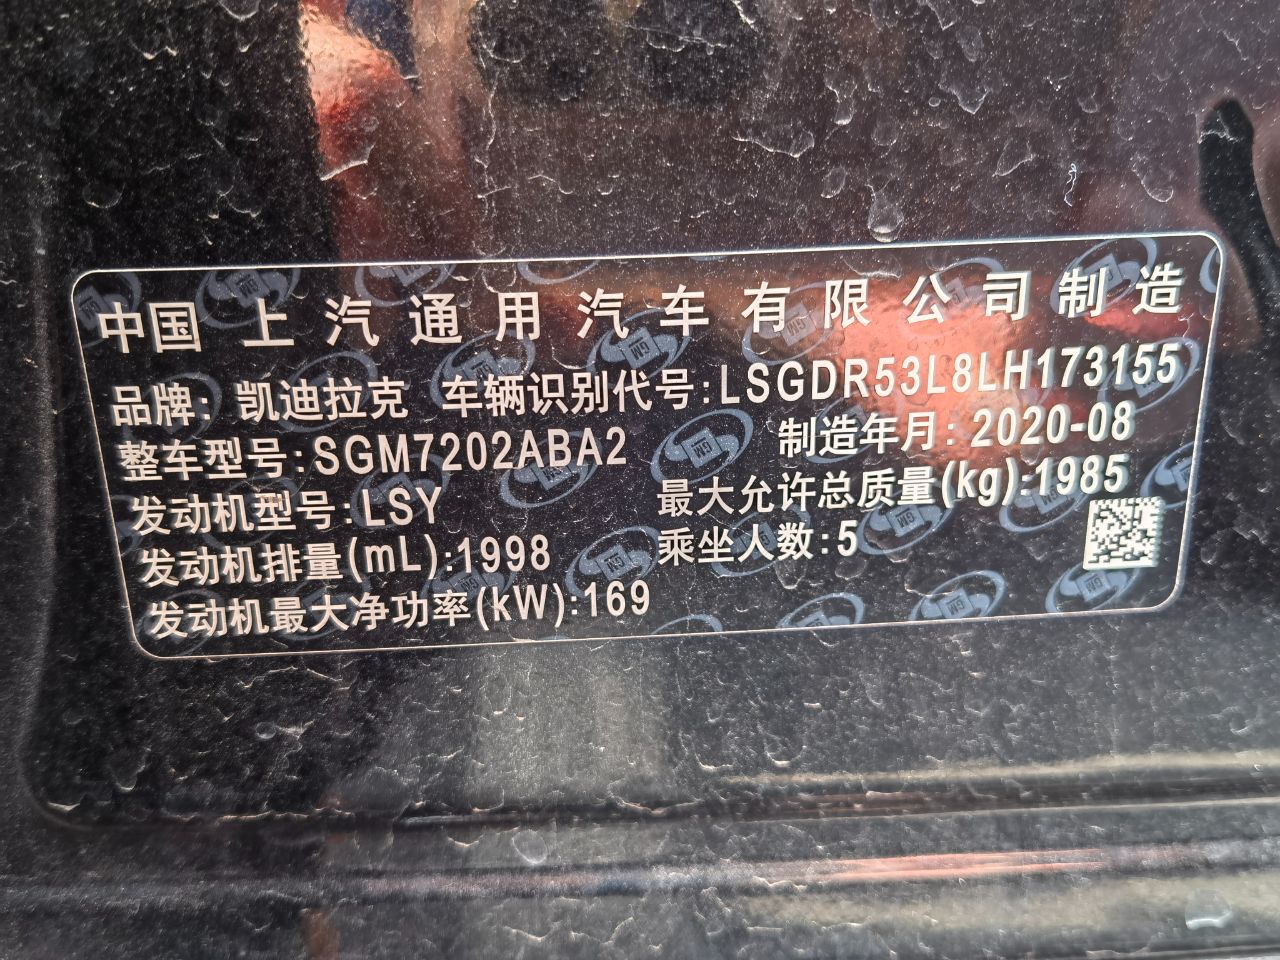 中国 上汽通用汽车有限公司制造
品牌: 凯迪拉克 车辆识别代号:LSGDR53L8LH173155
整车型号:SGM7202ABA2 制造年月: 2020-08
发动机型号:LSY 最大允许总质量(kg):1985
发动机排量(mL):1998 乘坐人数:5
发动机最大净功率(kW):169